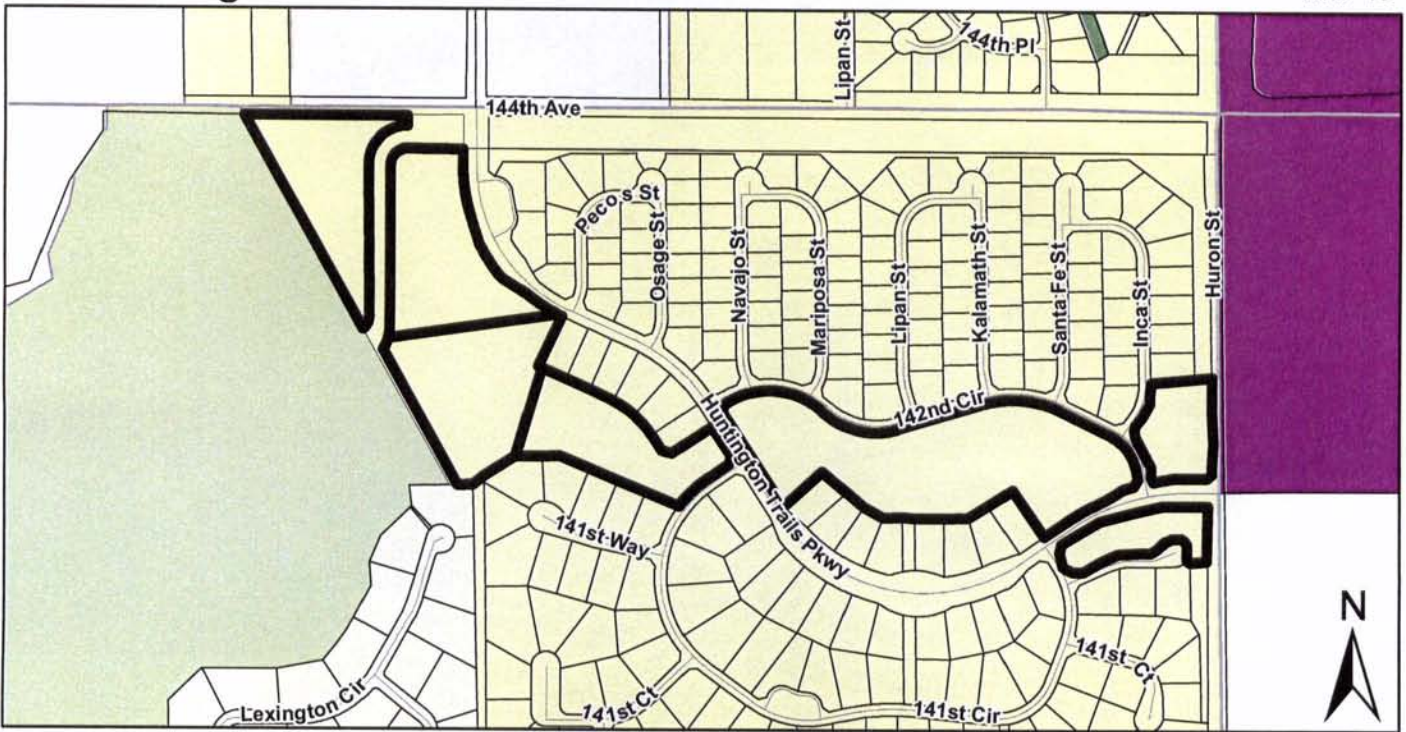 144th Pl
Lipan St
144th Ave
Pecos St
Osage St
Navajo St
Mariposa St
Lipan St
Kalamath St
Santa Fe St
Inca St
Huron St
142nd Cir
Huntington Trails Pkwy
141st Way
141st Ct
141st Ct
141st Cir
Lexington Cir
N